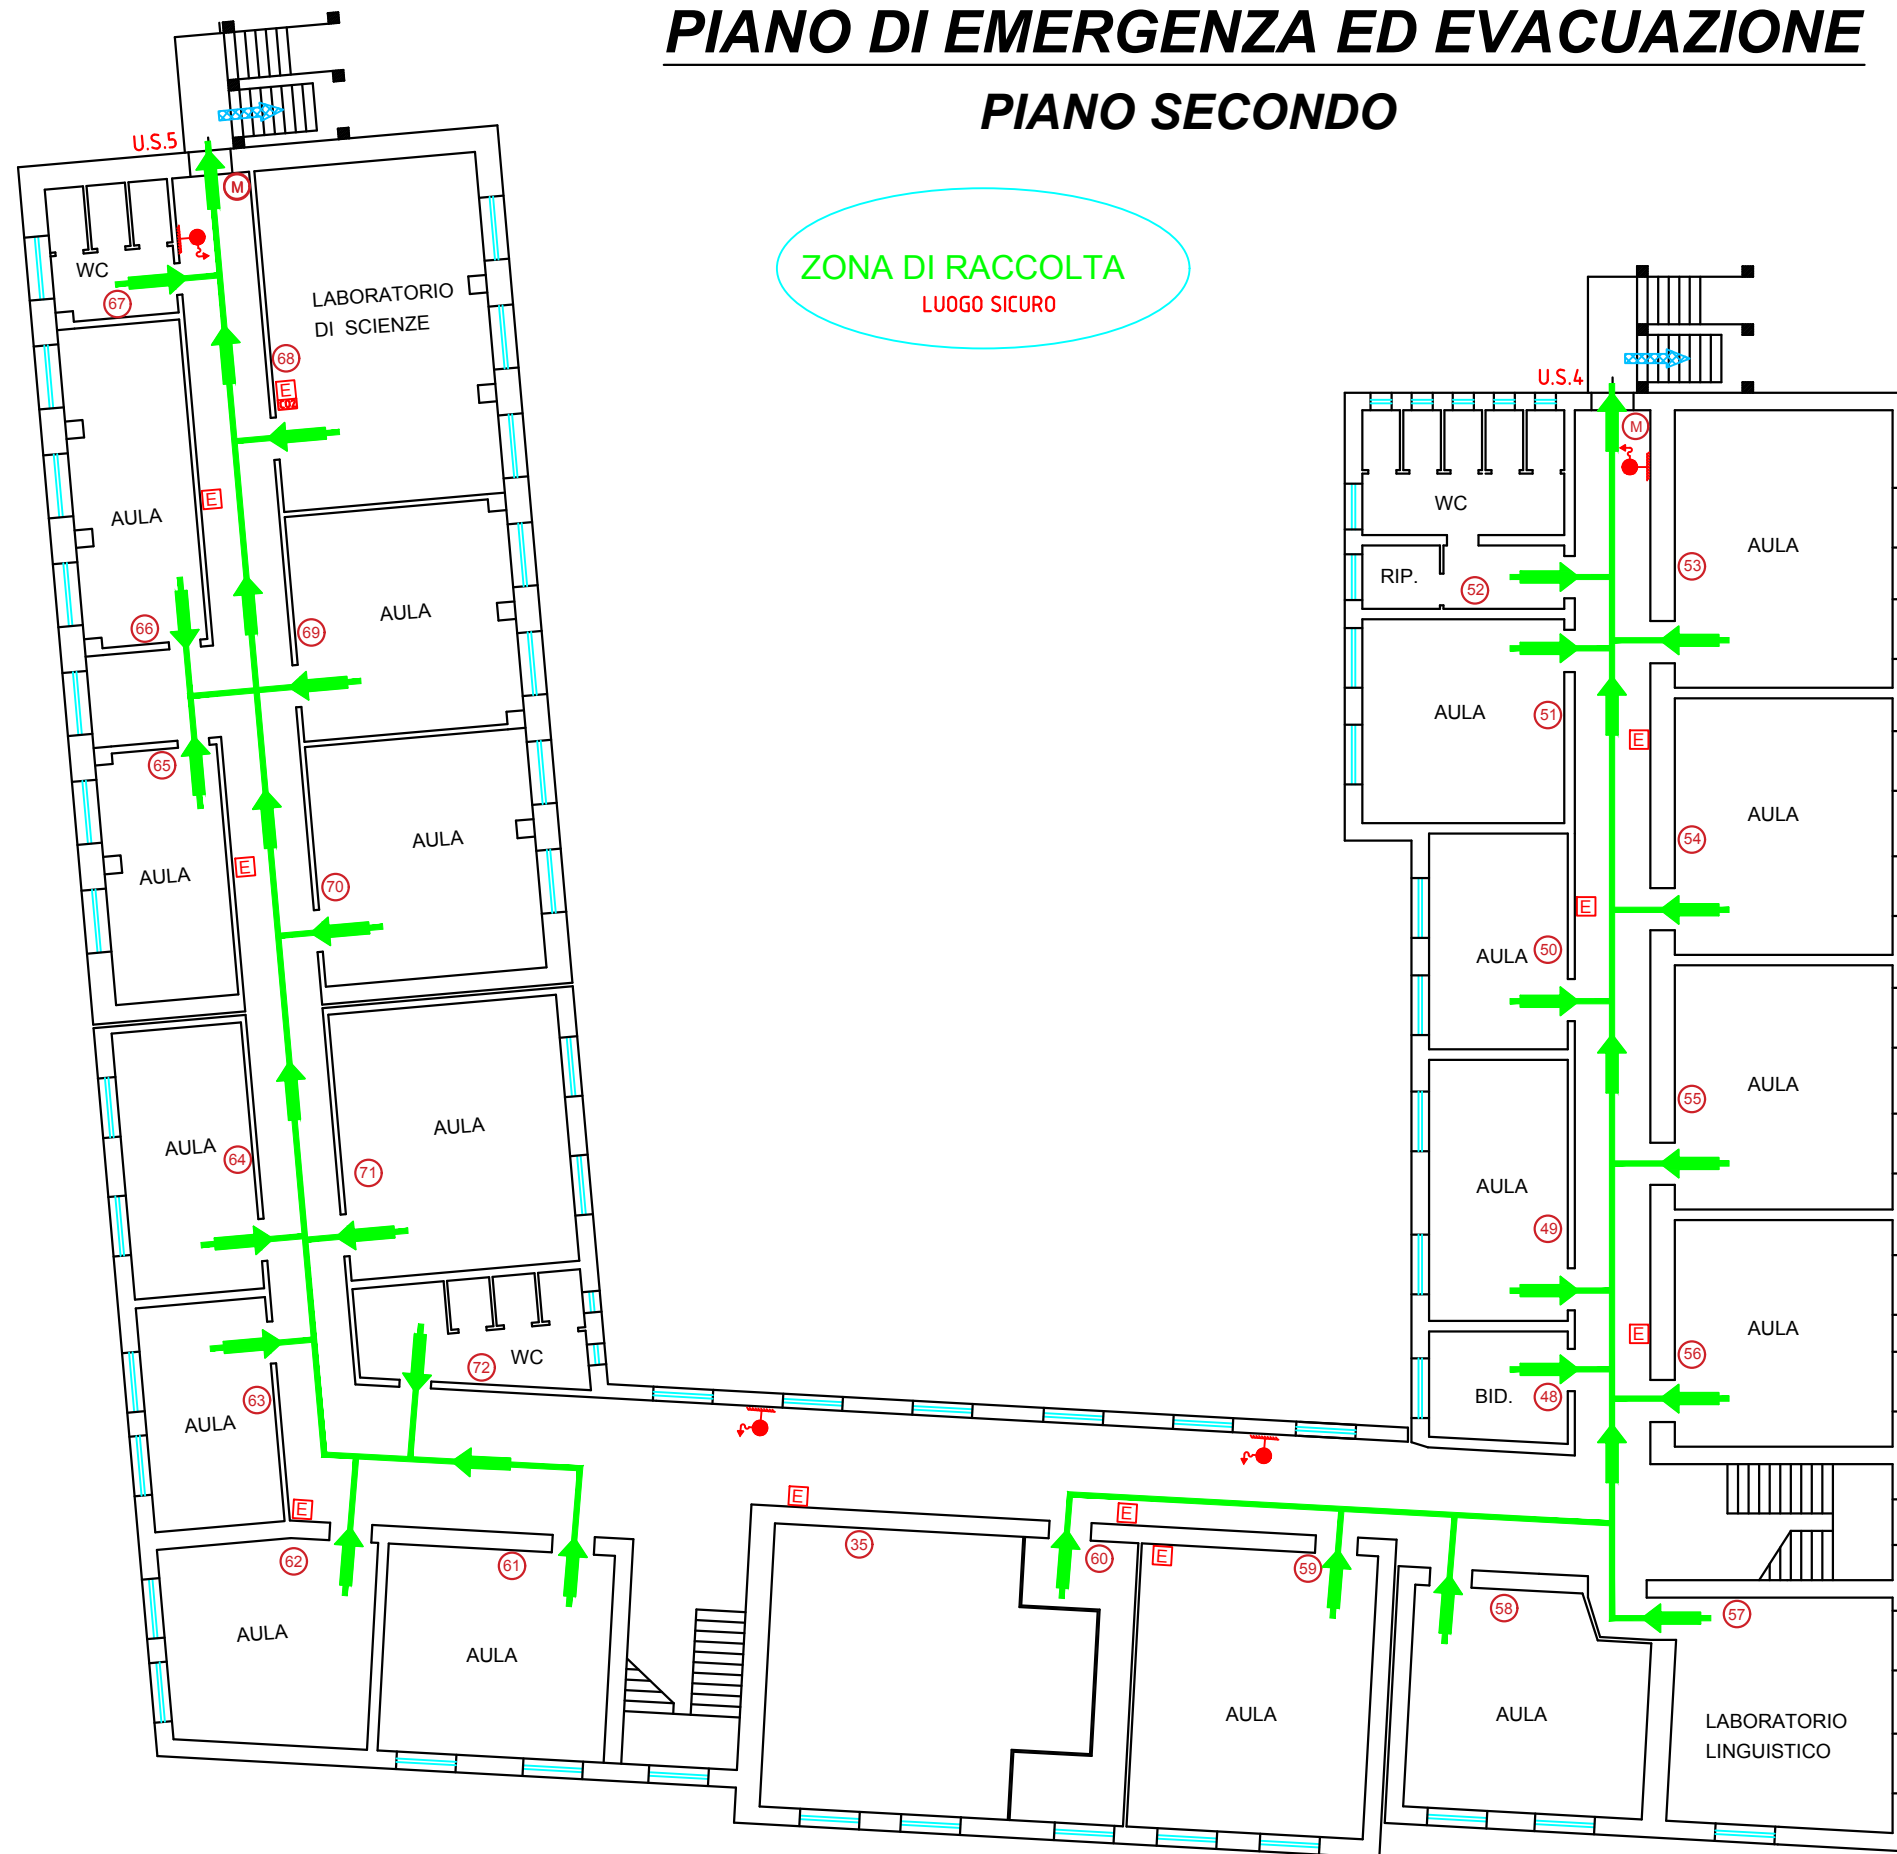 PIANO DI EMERGENZA ED EVACUAZIONE
PIANO SECONDO
U.S.5
M
ZONA DI RACCOLTA
LUOGO SICURO
WC
67
LABORATORIO
DI SCIENZE
68
E
E
AULA
66
AULA
69
65
AULA
E
AULA
70
AULA
64
AULA
71
AULA
63
WC
72
E
62
AULA
61
AULA
E
35
E
60
E
59
AULA
58
AULA
57
LABORATORIO
LINGUISTICO
U.S.4
M
WC
RIP.
52
AULA
53
AULA
51
E
AULA
54
E
AULA
50
AULA
55
AULA
49
E
AULA
56
BID.
48